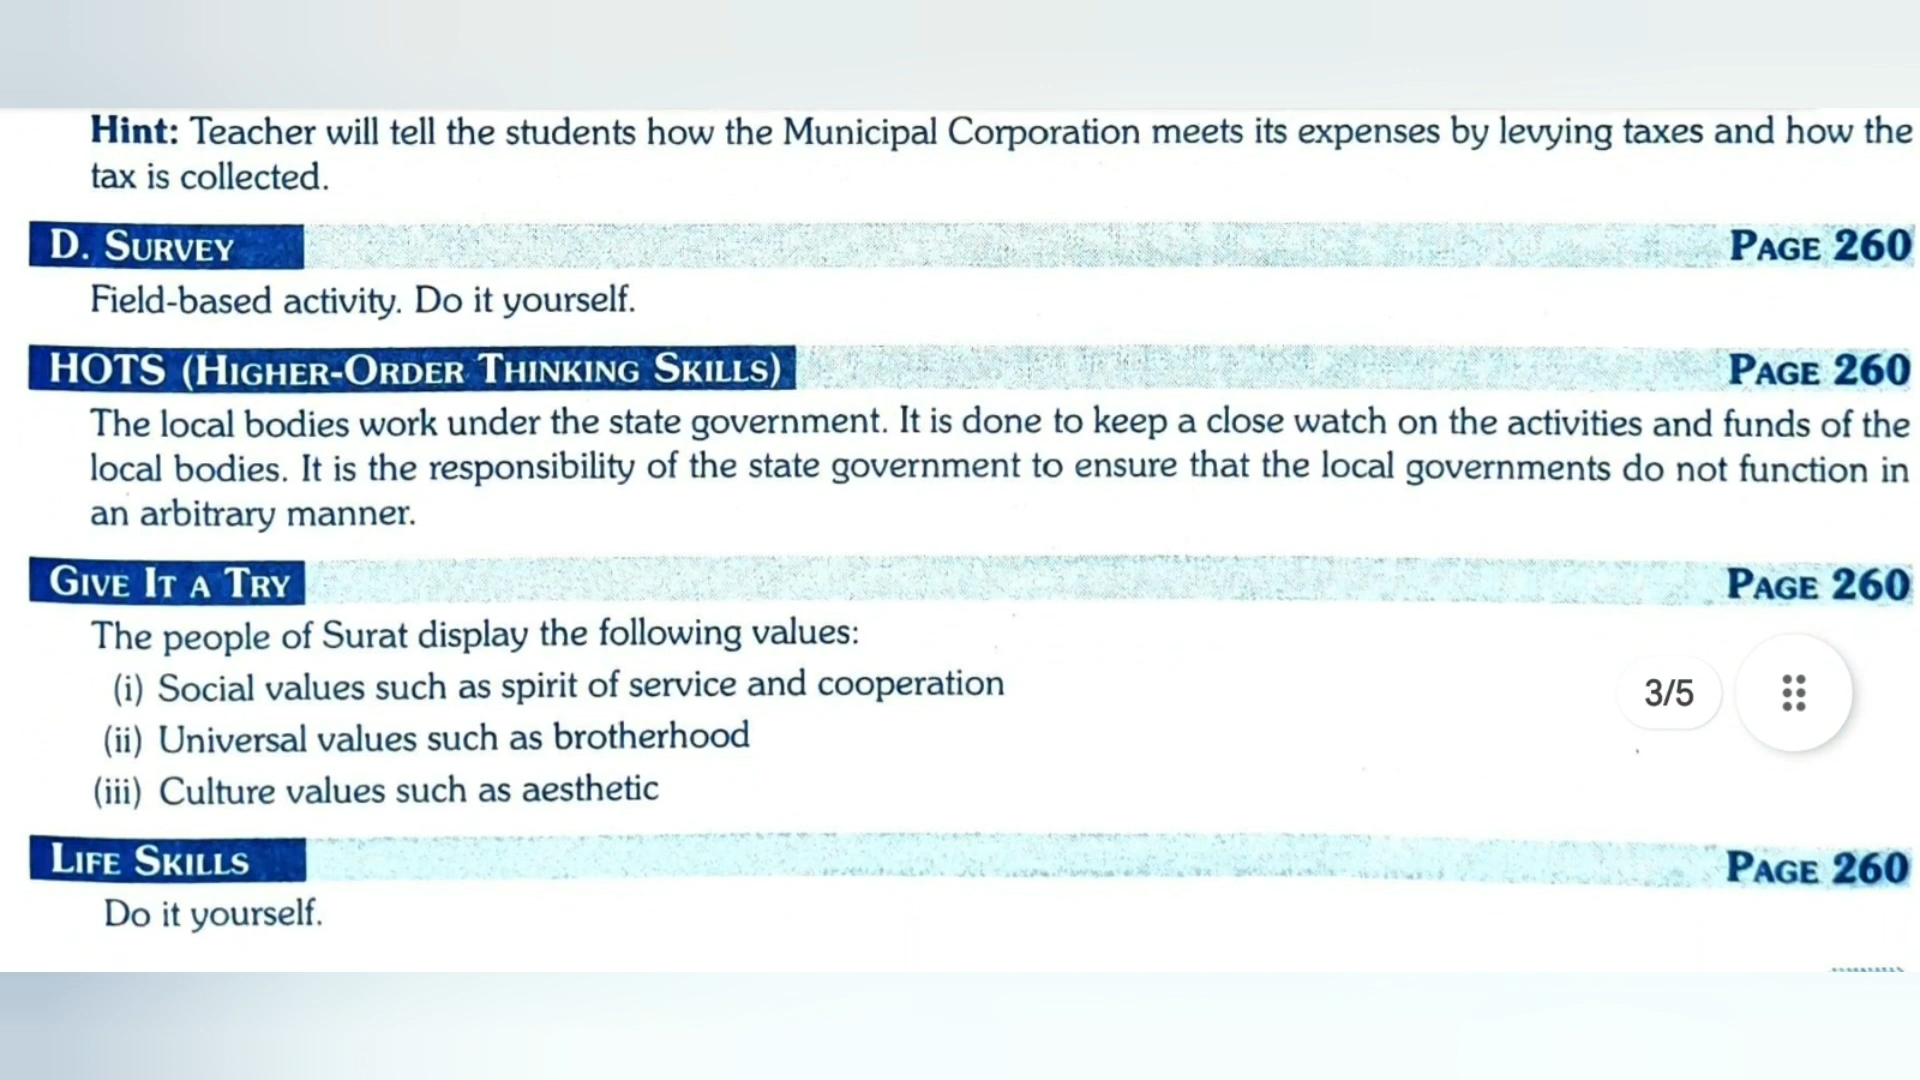 Hint: Teacher will tell the students how the Municipal Corporation meets its expenses by levying taxes and how the
tax is collected.
D. SURVEY PAGE 260
Field-based activity. Do it yourself.
HOTS (HIGHER-ORDER THINKING SKILLS) PAGE 260
The local bodies work under the state government. It is done to keep a close watch on the activities and funds of the
local bodies. It is the responsibility of the state government to ensure that the local governments do not function in
an arbitrary manner.
GIVE IT A TRY PAGE 260
The people of Surat display the following values:
(i) Social values such as spirit of service and cooperation
3/5
(ii) Universal values such as brotherhood
(iii) Culture values such as aesthetic
LIFE SKILLS PAGE 260
Do it yourself.